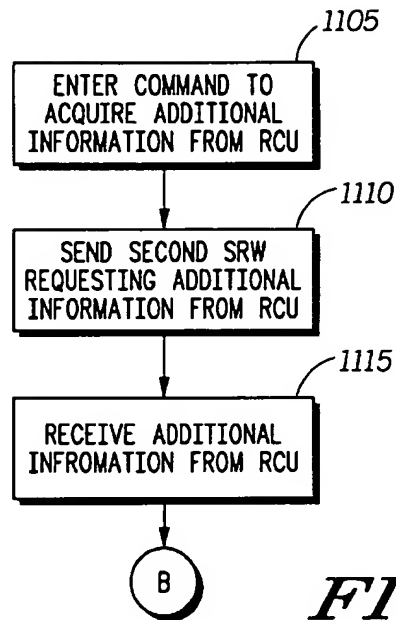 1105
ENTER COMMAND TO
ACQUIRE ADDITIONAL
INFORMATION FROM RCU
1110
SEND SECOND SRW
REQUESTING ADDITIONAL
INFORMATION FROM RCU
1115
RECEIVE ADDITIONAL
INFROMATION FROM RCU
B